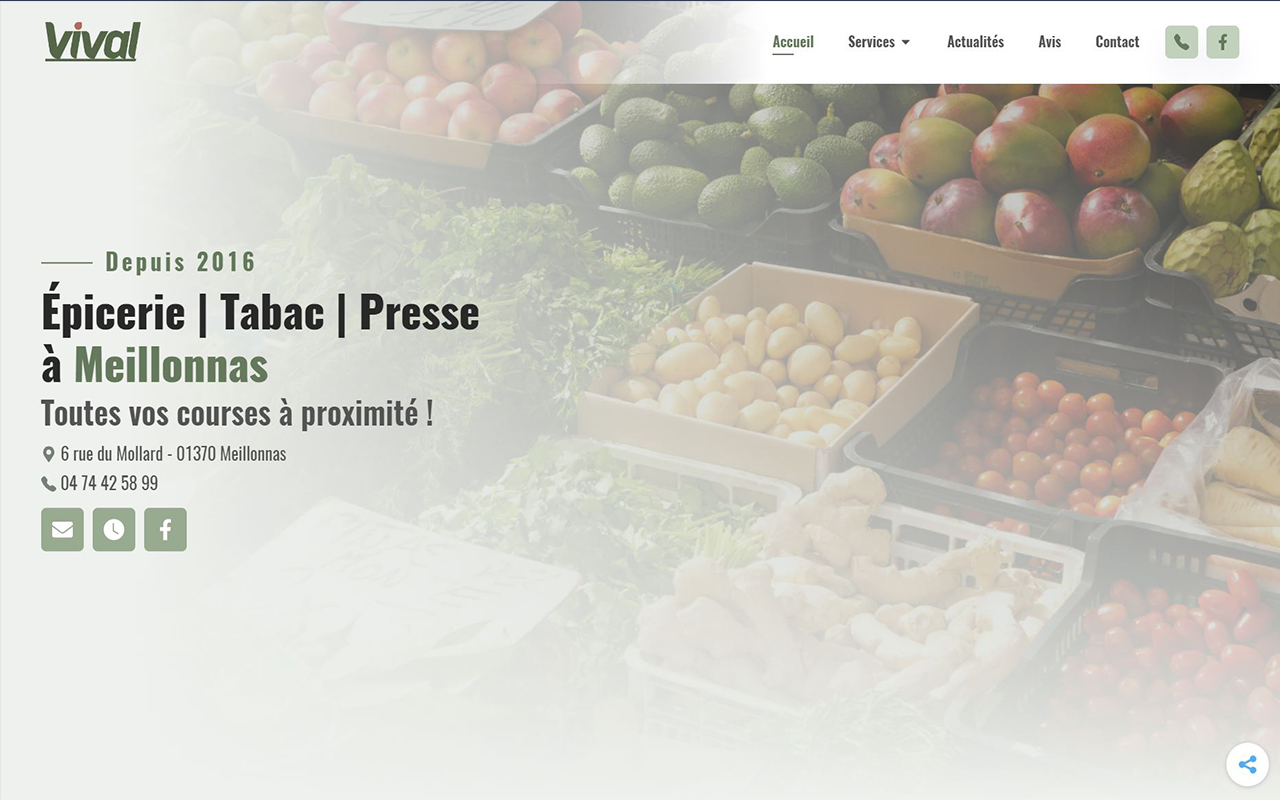 Vival
Accueil Services Actualités Avis Contact
Depuis 2016
Épicerie | Tabac | Presse
à Meillonnas
Toutes vos courses à proximité !
6 rue du Mollard - 01370 Meillonnas
04 74 42 58 99